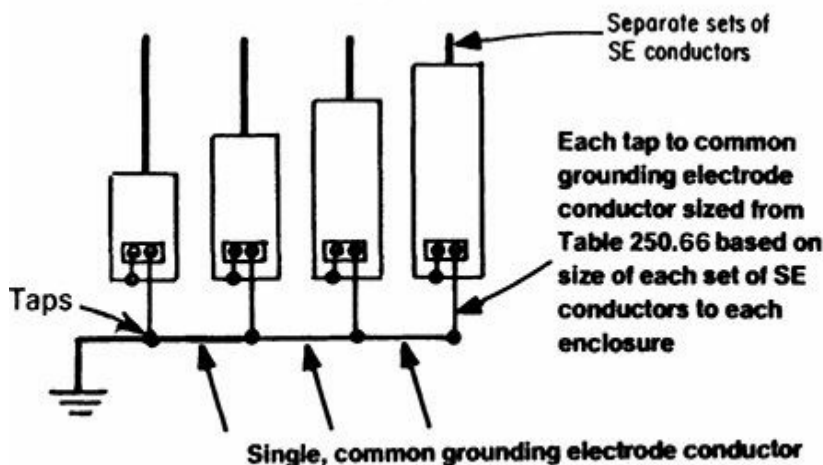 Separate sets of
SE conductors
Each tap to common
grounding electrode
conductor sized from
Table 250.66 based on
size of each set of SE
conductors to each
enclosure
Taps
Single, common grounding electrode conductor